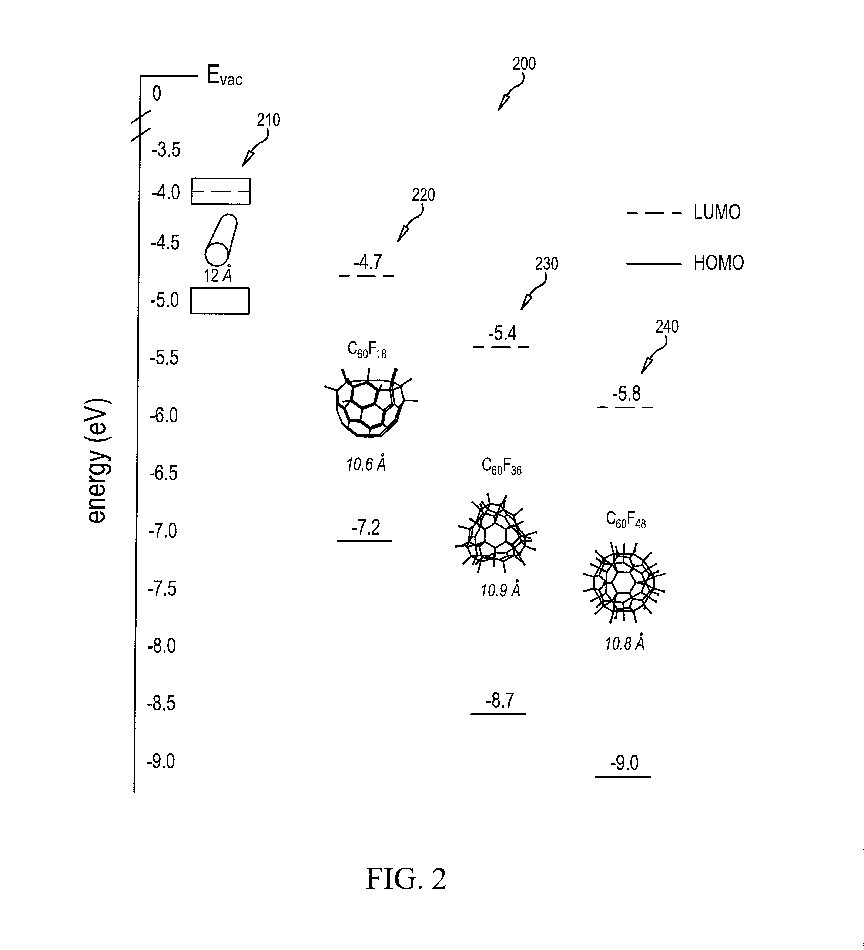 E_vac
0
200
210
-3.5
-4.0
-4.5
12 Å
-5.0
-5.5
-6.0
-6.5
-7.0
-7.5
-8.0
-8.5
-9.0
energy (eV)
220
-4.7
C₆₀F₁₈
10.6 Å
-7.2
230
-5.4
C₆₀F₃₆
10.9 Å
-8.7
240
-5.8
C₆₀F₄₈
10.8 Å
-9.0
LUMO
HOMO
FIG. 2